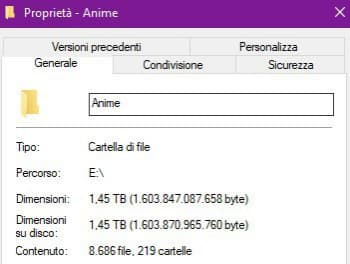 Proprietà - Anime
Versioni precedenti Personalizza
Generale Condivisione Sicurezza
Anime
Tipo: Cartella di file
Percorso: E:\
Dimensioni: 1,45 TB (1.603.847.087.658 byte)
Dimensioni
su disco: 1,45 TB (1.603.870.965.760 byte)
Contenuto: 8.686 file, 219 cartelle